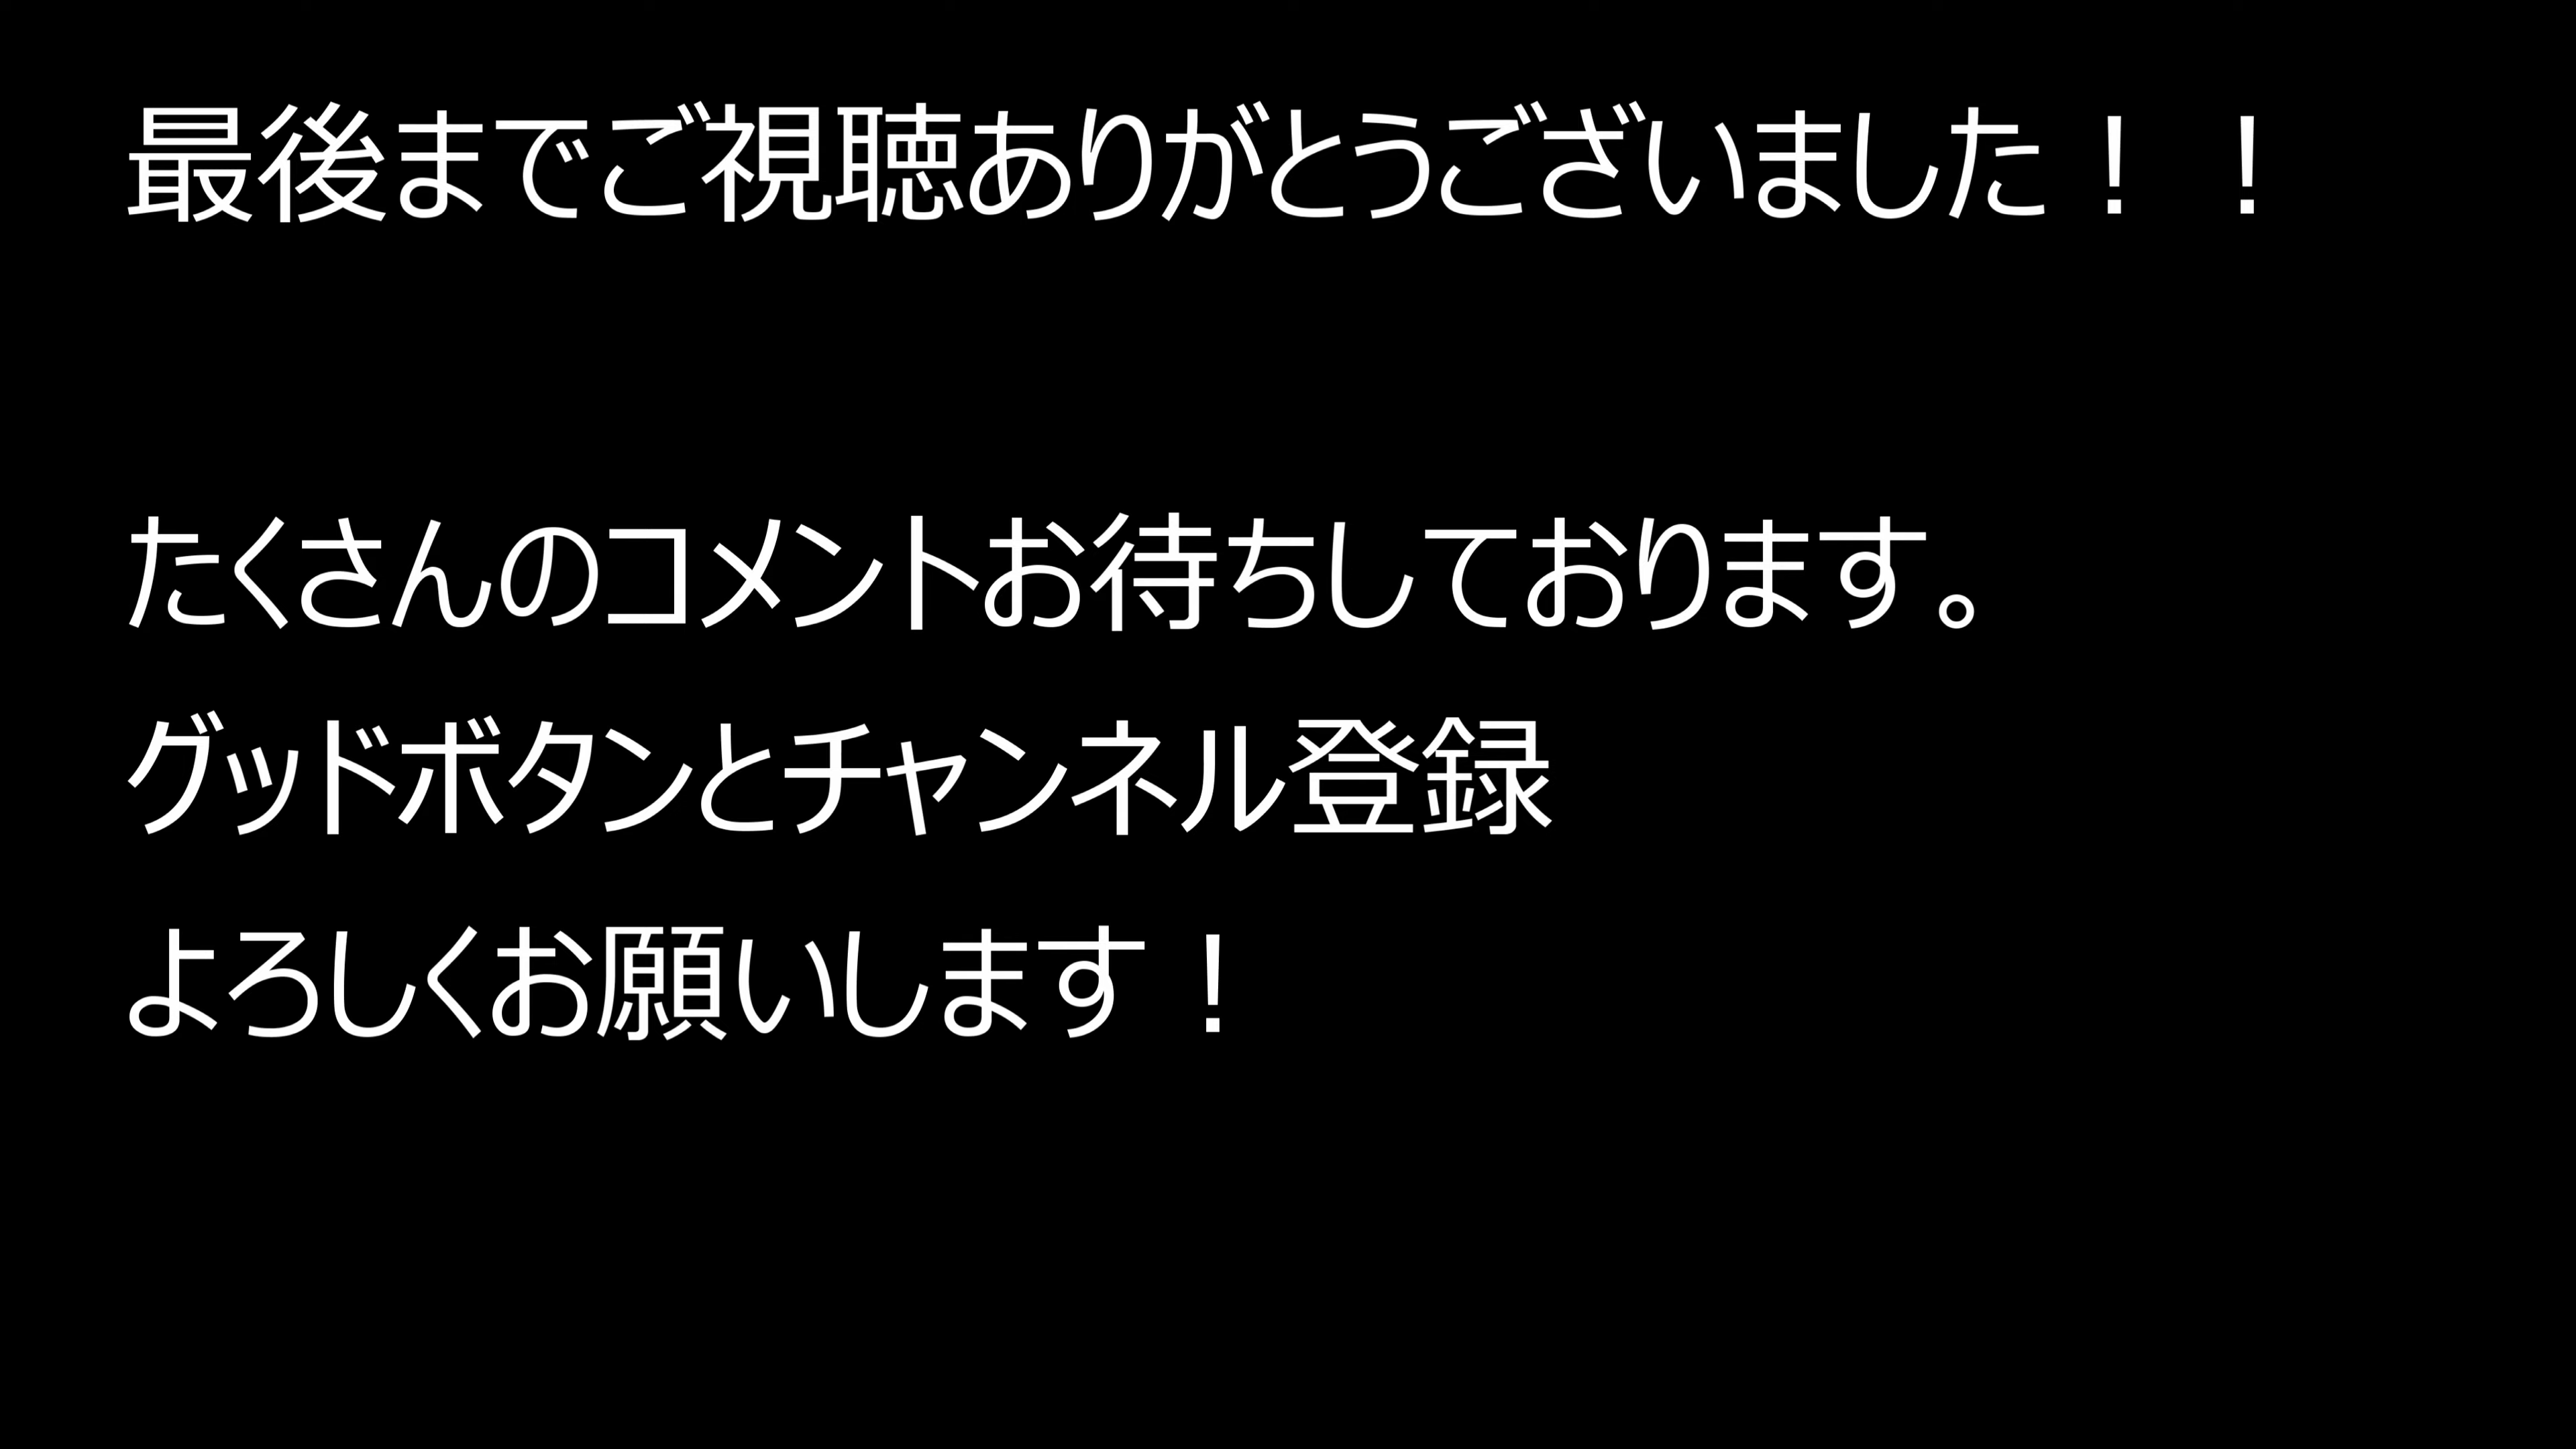 最後までご視聴ありがとうございました！！
たくさんのコメントお待ちしております。
グッドボタンとチャンネル登録
よろしくお願いします！